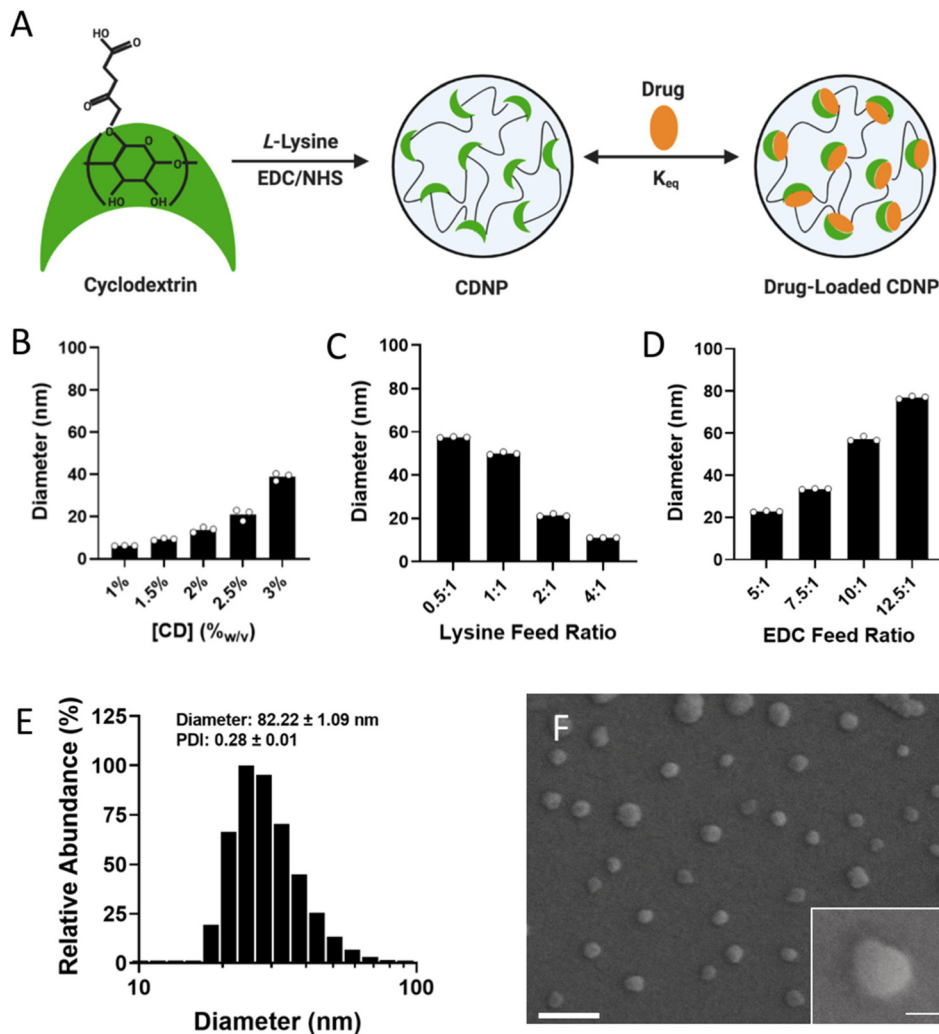 A
HO
O
O
O
O
O
HO
OH
Cyclodextrin
L-Lysine
EDC/NHS
CDNP
Drug
Keq
Drug-Loaded CDNP
B
Diameter (nm)
100
80
60
40
20
0
1%
1.5%
2%
2.5%
3%
[CD] (%w/v)
C
Diameter (nm)
100
80
60
40
20
0
0.5:1
1:1
2:1
4:1
Lysine Feed Ratio
D
Diameter (nm)
100
80
60
40
20
0
5:1
7.5:1
10:1
12.5:1
EDC Feed Ratio
E
Diameter: 82.22 ± 1.09 nm
PDI: 0.28 ± 0.01
Relative Abundance (%)
125
100
75
50
25
0
10
100
Diameter (nm)
F